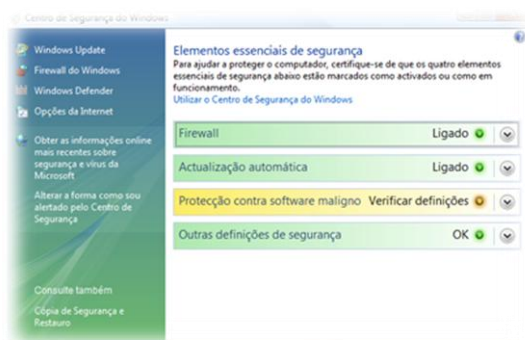 Centro de Segurança do Windows
Windows Update
Firewall do Windows
Windows Defender
Opções da Internet
Obter as informações online
mais recentes sobre
segurança e vírus da
Microsoft
Alterar a forma como sou
alertado pelo Centro de
Segurança
Consulte também
Cópia de Segurança e
Restauro
Elementos essenciais de segurança
Para ajudar a proteger o computador, certifique-se de que os quatro elementos
essenciais de segurança abaixo estão marcados como activados ou como em
funcionamento.
Utilizar o Centro de Segurança do Windows
Firewall Ligado
Actualização automática Ligado
Protecção contra software maligno Verificar definições
Outras definições de segurança OK